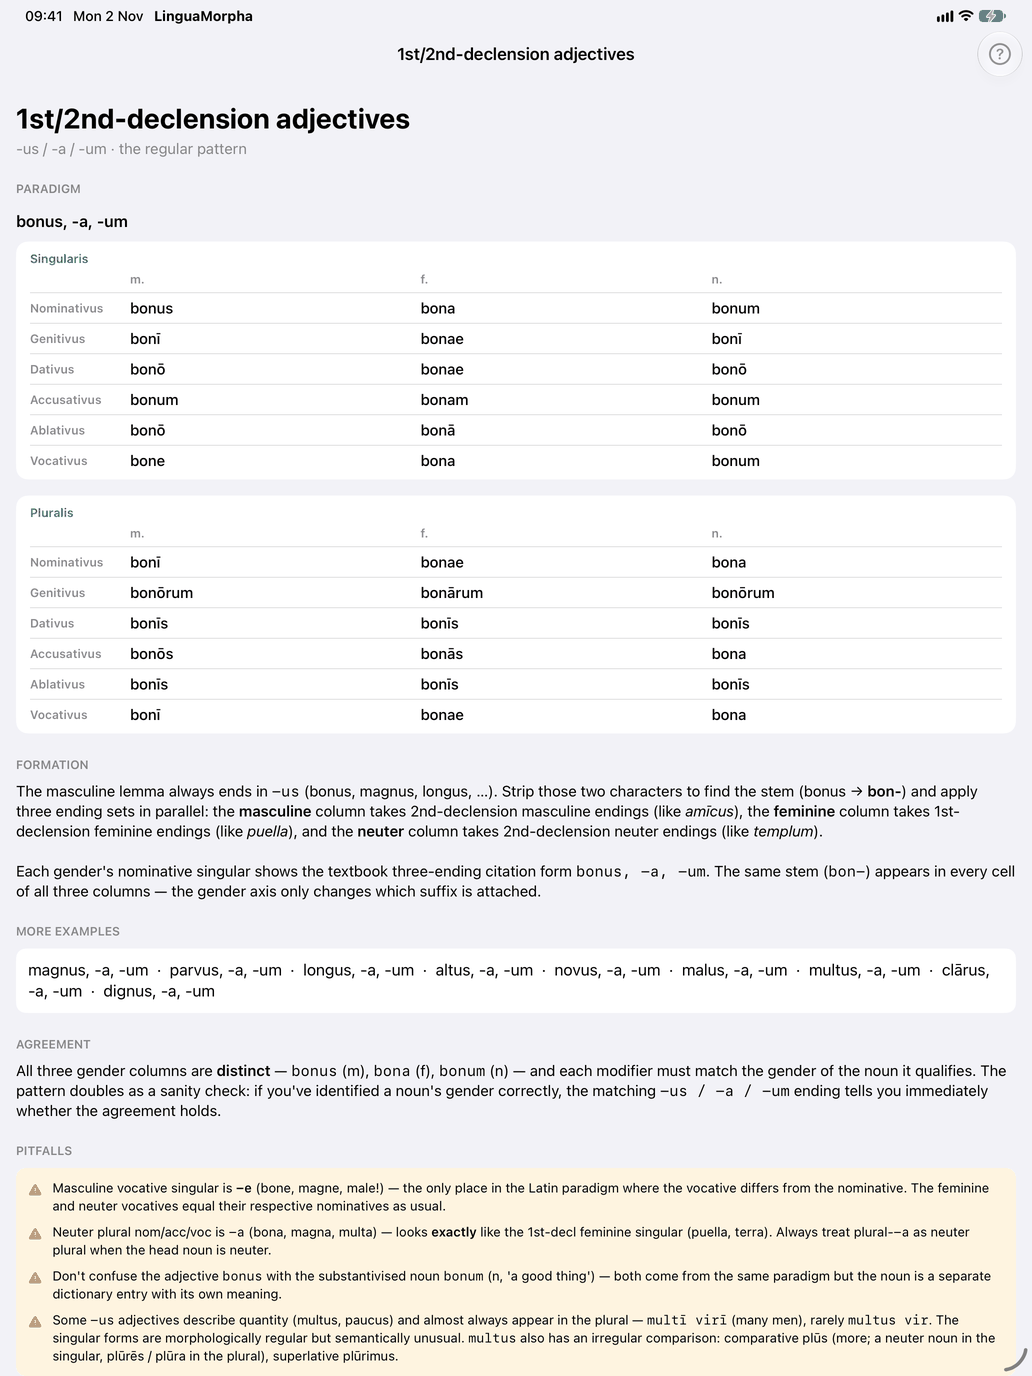 09:41 Mon 2 Nov LinguaMorpha
1st/2nd-declension adjectives
1st/2nd-declension adjectives
-us / -a / -um · the regular pattern
PARADIGM
bonus, -a, -um
Singularis
m. f. n.
Nominativus bonus bona bonum
Genitivus bonī bonae bonī
Dativus bonō bonae bonō
Accusativus bonum bonam bonum
Ablativus bonō bonā bonō
Vocativus bone bona bonum
Pluralis
m. f. n.
Nominativus bonī bonae bona
Genitivus bonōrum bonārum bonōrum
Dativus bonīs bonīs bonīs
Accusativus bonōs bonās bona
Ablativus bonīs bonīs bonīs
Vocativus bonī bonae bona
FORMATION
The masculine lemma always ends in -us (bonus, magnus, longus, …). Strip those two characters to find the stem (bonus → bon-) and apply
three ending sets in parallel: the masculine column takes 2nd-declension masculine endings (like amīcus), the feminine column takes 1st-
declension feminine endings (like puella), and the neuter column takes 2nd-declension neuter endings (like templum).
Each gender's nominative singular shows the textbook three-ending citation form bonus, -a, -um. The same stem (bon-) appears in every cell
of all three columns — the gender axis only changes which suffix is attached.
MORE EXAMPLES
magnus, -a, -um · parvus, -a, -um · longus, -a, -um · altus, -a, -um · novus, -a, -um · malus, -a, -um · multus, -a, -um · clārus,
-a, -um · dignus, -a, -um
AGREEMENT
All three gender columns are distinct — bonus (m), bona (f), bonum (n) — and each modifier must match the gender of the noun it qualifies. The
pattern doubles as a sanity check: if you've identified a noun's gender correctly, the matching -us / -a / -um ending tells you immediately
whether the agreement holds.
PITFALLS
Masculine vocative singular is -e (bone, magne, male!) — the only place in the Latin paradigm where the vocative differs from the nominative. The feminine
and neuter vocatives equal their respective nominatives as usual.
Neuter plural nom/acc/voc is -a (bona, magna, multa) — looks exactly like the 1st-decl feminine singular (puella, terra). Always treat plural--a as neuter
plural when the head noun is neuter.
Don't confuse the adjective bonus with the substantivised noun bonum (n, 'a good thing') — both come from the same paradigm but the noun is a separate
dictionary entry with its own meaning.
Some -us adjectives describe quantity (multus, paucus) and almost always appear in the plural — multī virī (many men), rarely multus vir. The
singular forms are morphologically regular but semantically unusual. multus also has an irregular comparison: comparative plūs (more; a neuter noun in the
singular, plūrēs / plūra in the plural), superlative plūrimus.